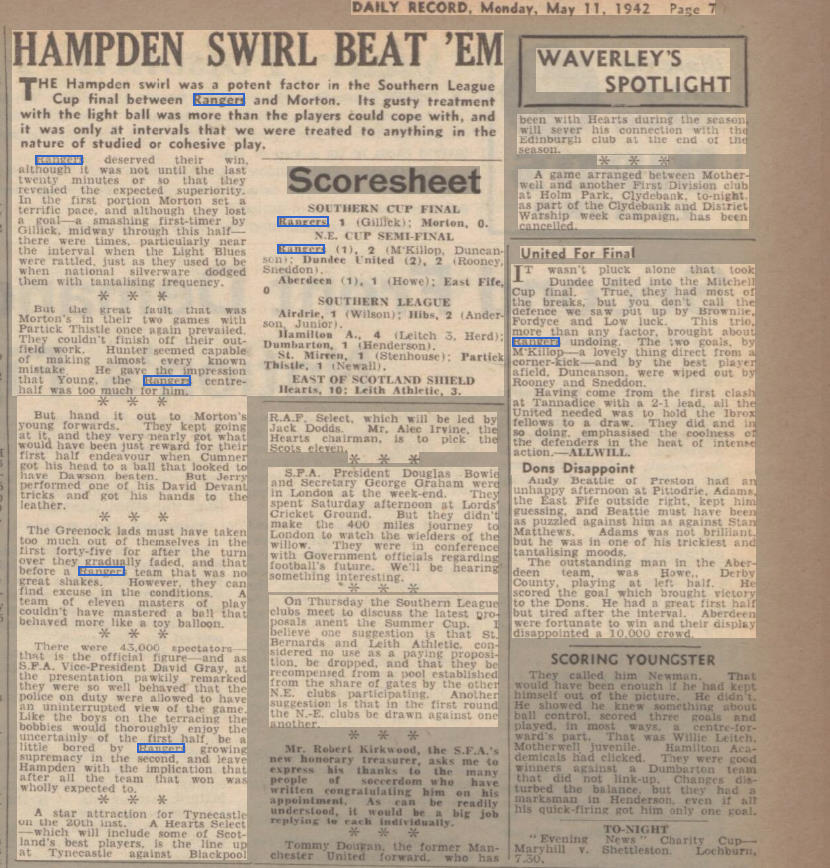 DAILY RECORD, Monday, May 11, 1942 Page 7
HAMPDEN SWIRL BEAT 'EM
THE Hampden swirl was a potent factor in the Southern League
Cup final between Rangers and Morton. Its gusty treatment
with the light ball was more than the players could cope with, and
it was only at intervals that we were treated to anything in the
nature of studied or cohesive play.
Rangers deserved their win,
although it was not until the last
twenty minutes or so that they
revealed the expected superiority.
In the first portion Morton set a
terrific pace, and although they lost
a goal—a smashing first-timer by
Gillick, midway through this half—
there were times, particularly near
the interval when the Light Blues
were rattled, just as they used to be
when national silverware dodged
them with tantalising frequency.
* * *
But the great fault that was
Morton's in their two games with
Partick Thistle once again prevailed.
They couldn't finish off their out-
field work. Hunter seemed capable
of making almost every known
mistake. He gave the impression
that Young, the Rangers centre-
half was too much for him.
* * *
But hand it out to Morton's
young forwards. They kept going
at it, and they very nearly got what
would have been just reward for their
first half endeavour when Cumner
got his head to a ball that looked to
have Dawson beaten. But Jerry
performed one of his David Devant
tricks and got his hands to the
leather.
* * *
The Greenock lads must have taken
too much out of themselves in the
first forty-five for after the turn
over they gradually faded, and that
before a Rangers team that was no
great shakes. However, they can
find excuse in the conditions. A
team of eleven masters of play
couldn't have mastered a ball that
behaved more like a toy balloon.
* * *
There were 43,000 spectators—
that is the official figure—and as
S.F.A. Vice-President David Gray, at
the presentation pawkily remarked
they were so well behaved that the
police on duty were allowed to have
an uninterrupted view of the game.
Like the boys on the terracing the
bobbies would thoroughly enjoy the
uncertainty of the first half, be a
little bored by Rangers growing
supremacy in the second, and leave
Hampden with the implication that
after all the team that won was
wholly expected to.
* * *
A star attraction for Tynecastle
on the 20th inst. A Hearts Select
—which will include some of Scot-
land's best players, is the line up
at Tynecastle against Blackpool
Scoresheet
SOUTHERN CUP FINAL
Rangers, 1 (Gillick); Morton, 0.
N.E. CUP SEMI-FINAL
Rangers (1), 2 (M'Killop, Duncan-
son); Dundee United (2), 2 (Rooney,
Sneddon).
Aberdeen (1), 1 (Howe); East Fife,
0
SOUTHERN LEAGUE
Airdrie, 1 (Wilson); Hibs, 2 (Ander-
son, Junior).
Hamilton A., 4 (Leitch 3, Herd);
Dumbarton, 1 (Henderson).
St. Mirren, 1 (Stenhouse); Partick
Thistle, 1 (Newall).
EAST OF SCOTLAND SHIELD
Hearts, 10; Leith Athletic, 3.
R.A.F. Select, which will be led by
Jack Dodds. Mr. Alec Irvine, the
Hearts chairman, is to pick the
Scots eleven.
* * *
S.F.A. President Douglas Bowie
and Secretary George Graham were
in London at the week-end. They
spent Saturday afternoon at Lords'
Cricket Ground. But they didn't
make the 400 miles journey to
London to watch the wielders of the
willow. They were in conference
with Government officials regarding
football's future. We'll be hearing
something interesting.
* * *
On Thursday the Southern League
clubs meet to discuss the latest pro-
posals anent the Summer Cup. I
believe one suggestion is that St.
Bernards and Leith Athletic, con-
sidered no use as a paying proposi-
tion, be dropped, and that they be
recompensed from a pool established
from the share of gates by the other
N.E. clubs participating. Another
suggestion is that in the first round
the N.-E. clubs be drawn against one
another.
* * *
Mr. Robert Kirkwood, the S.F.A.'s
new honorary treasurer, asks me to
express his thanks to the many
people of soccerdom who have
written congratulating him on his
appointment. As can be readily
understood, it would be a big job
replying to each individually.
* * *
Tommy Dougan, the former Man-
chester United forward, who has
WAVERLEY'S
SPOTLIGHT
been with Hearts during the season,
will sever his connection with the
Edinburgh club at the end of the
season.
* * *
A game arranged between Mother-
well and another First Division club
at Holm Park, Clydebank, to-night,
as part of the Clydebank and District
Warship week campaign, has been
cancelled.
United For Final
IT wasn't pluck alone that took
Dundee United into the Mitchell
Cup final. True, they had most of
the breaks, but you don't call the
defence we saw put up by Brownlie,
Fordyce and Low luck. This trio,
more than any factor, brought about
Rangers undoing. The two goals, by
M'Killop—a lovely thing direct from a
corner-kick—and by the best player
afield, Duncanson, were wiped out by
Rooney and Sneddon.
Having come from the first clash
at Tannadice with a 2-1 lead, all the
United needed was to hold the Ibrox
fellows to a draw. They did and in
so doing, emphasised the coolness of
the defenders in the heat of intense
action.—ALLWILL.
Dons Disappoint
Andy Beattie of Preston had an
unhappy afternoon at Pittodrie, Adams,
the East Fife outside right, kept him
guessing, and Beattie must have been
as puzzled against him as against Stan
Matthews. Adams was not brilliant,
but he was in one of his trickiest and
tantalising moods.
The outstanding man in the Aber-
deen team, was Howe, Derby
County, playing at left half. He
scored the goal which brought victory
to the Dons. He had a great first half
but tired after the interval. Aberdeen
were fortunate to win and their display
disappointed a 10,000 crowd.
SCORING YOUNGSTER
They called him Newman. That
would have been enough if he had kept
himself out of the picture. He didn't.
He showed he knew something about
ball control, scored three goals and
played, in most ways, a centre-for-
ward's part. That was Willie Leitch,
Motherwell juvenile. Hamilton Aca-
demicals had clicked. They were good
winners against a Dumbarton team
that did not link-up. Changes dis-
turbed the balance, but they had a
marksman in Henderson, even if all
his quick-firing got him only one goal.
TO-NIGHT
"Evening News" Charity Cup—
Maryhill v. Shettleston. Lochburn,
7.30.